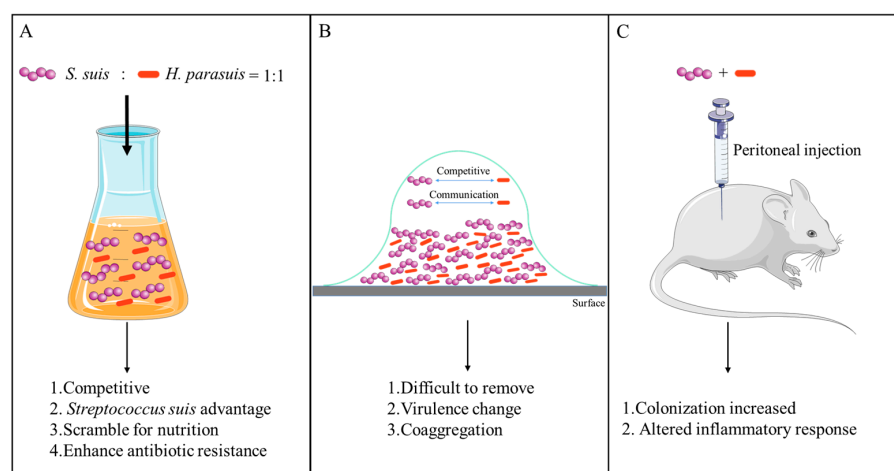 A
S. suis : H. parasuis = 1:1
1.Competitive
2. Streptococcus suis advantage
3.Scramble for nutrition
4.Enhance antibiotic resistance
B
Competitive
Communication
Surface
1.Difficult to remove
2.Virulence change
3.Coaggregation
C
+
Peritoneal injection
1.Colonization increased
2. Altered inflammatory response